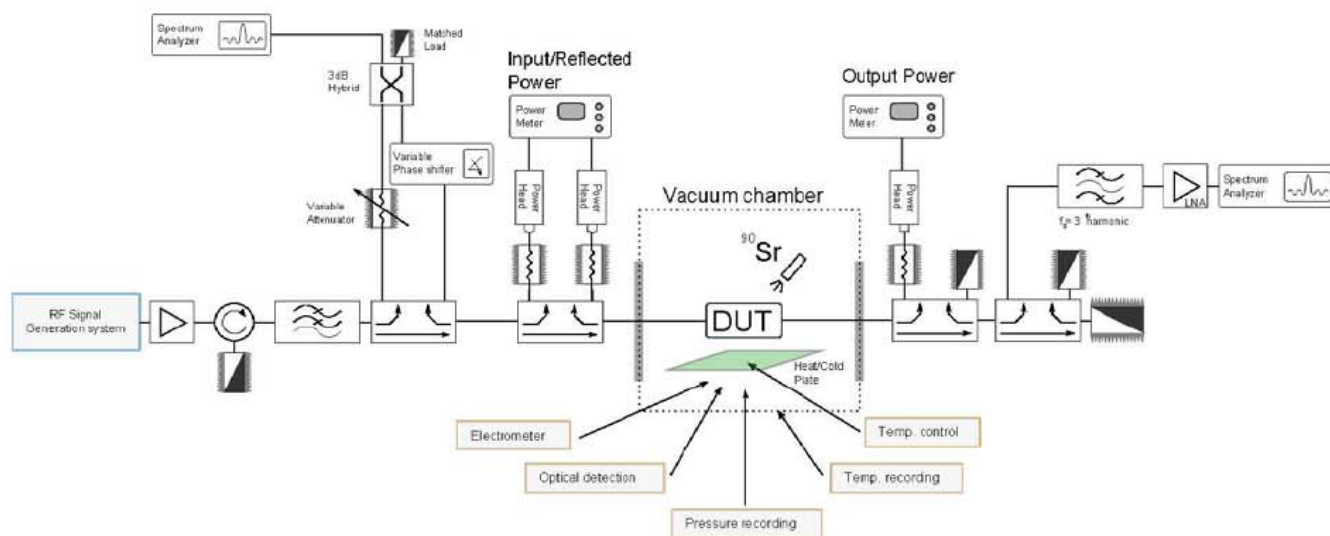 Spectrum
Analyzer
Matched
Load
3dB
Hybrid
Input/Reflected
Power
Power
Meter
Output Power
Power
Meter
Variable
Phase shifter
Power
Head
Power
Head
Power
Head
Variable
Attenuator
Vacuum chamber
90
Sr
LNA
Spectrum
Analyzer
harmonic
RF Signal
Generation system
DUT
Heat/Cold
Plate
Electrometer
Temp. control
Optical detection
Temp. recording
Pressure recording